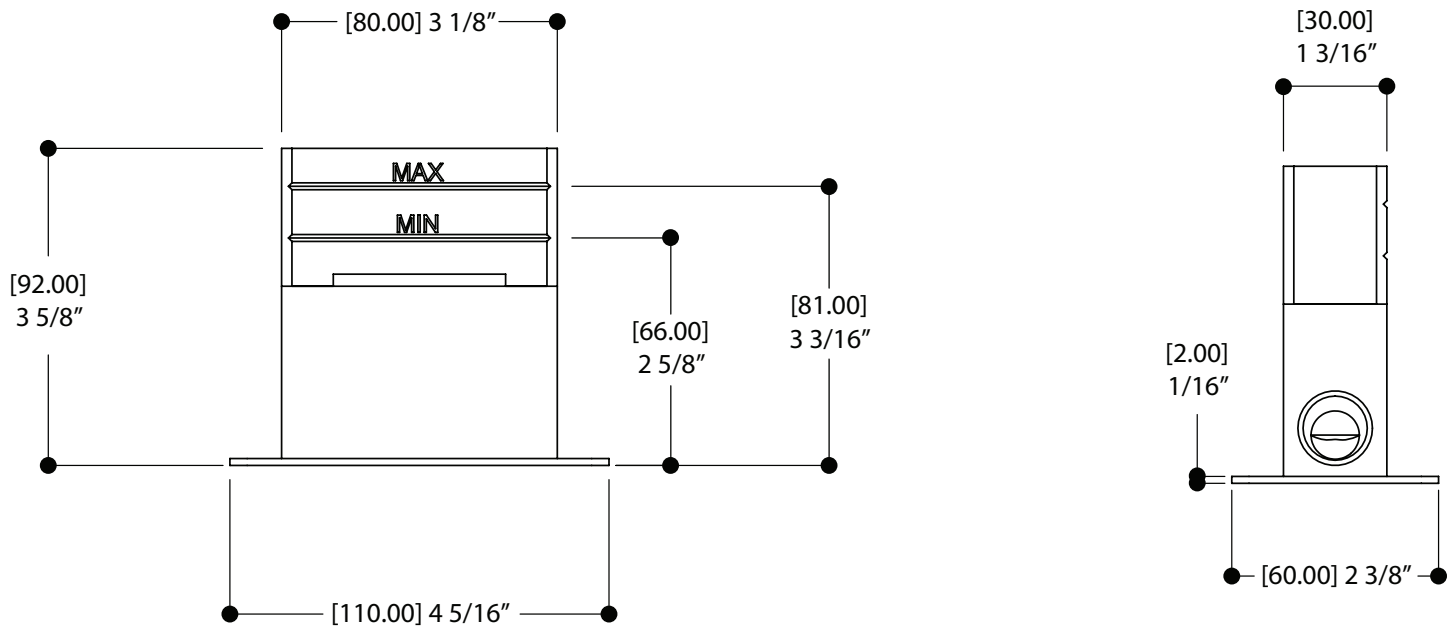 [80.00] 3 1/8”
[30.00]
1 3/16”
MAX
MIN
[92.00]
3 5/8”
[81.00]
3 3/16”
[66.00]
2 5/8”
[2.00]
1/16”
[110.00] 4 5/16”
[60.00] 2 3/8”